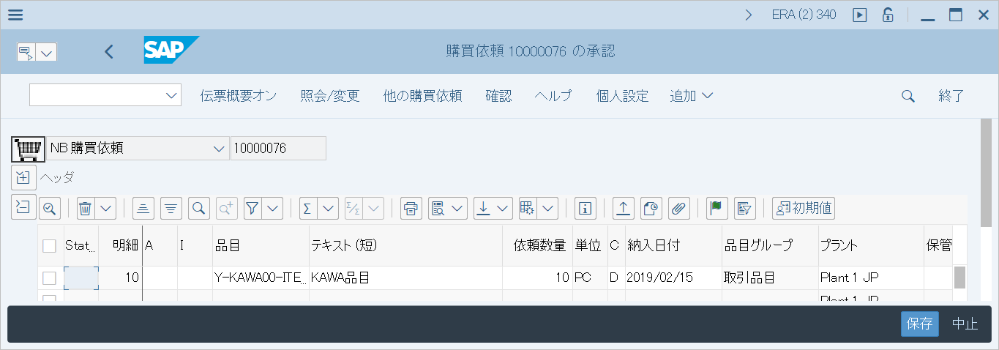 ERA (2) 340
SAP
購買依頼 10000076 の承認
伝票概要オン 照会/変更 他の購買依頼 確認 ヘルプ 個人設定 追加 終了
NB 購買依頼 10000076
ヘッダ
初期値
Stat... 明細 A I 品目 テキスト (短) 依頼数量 単位 C 納入日付 品目グループ プラント 保管
10 Y-KAWA00-ITE... KAWA品目 10 PC D 2019/02/15 取引品目 Plant 1 JP
Plant 1 JP
保存 中止